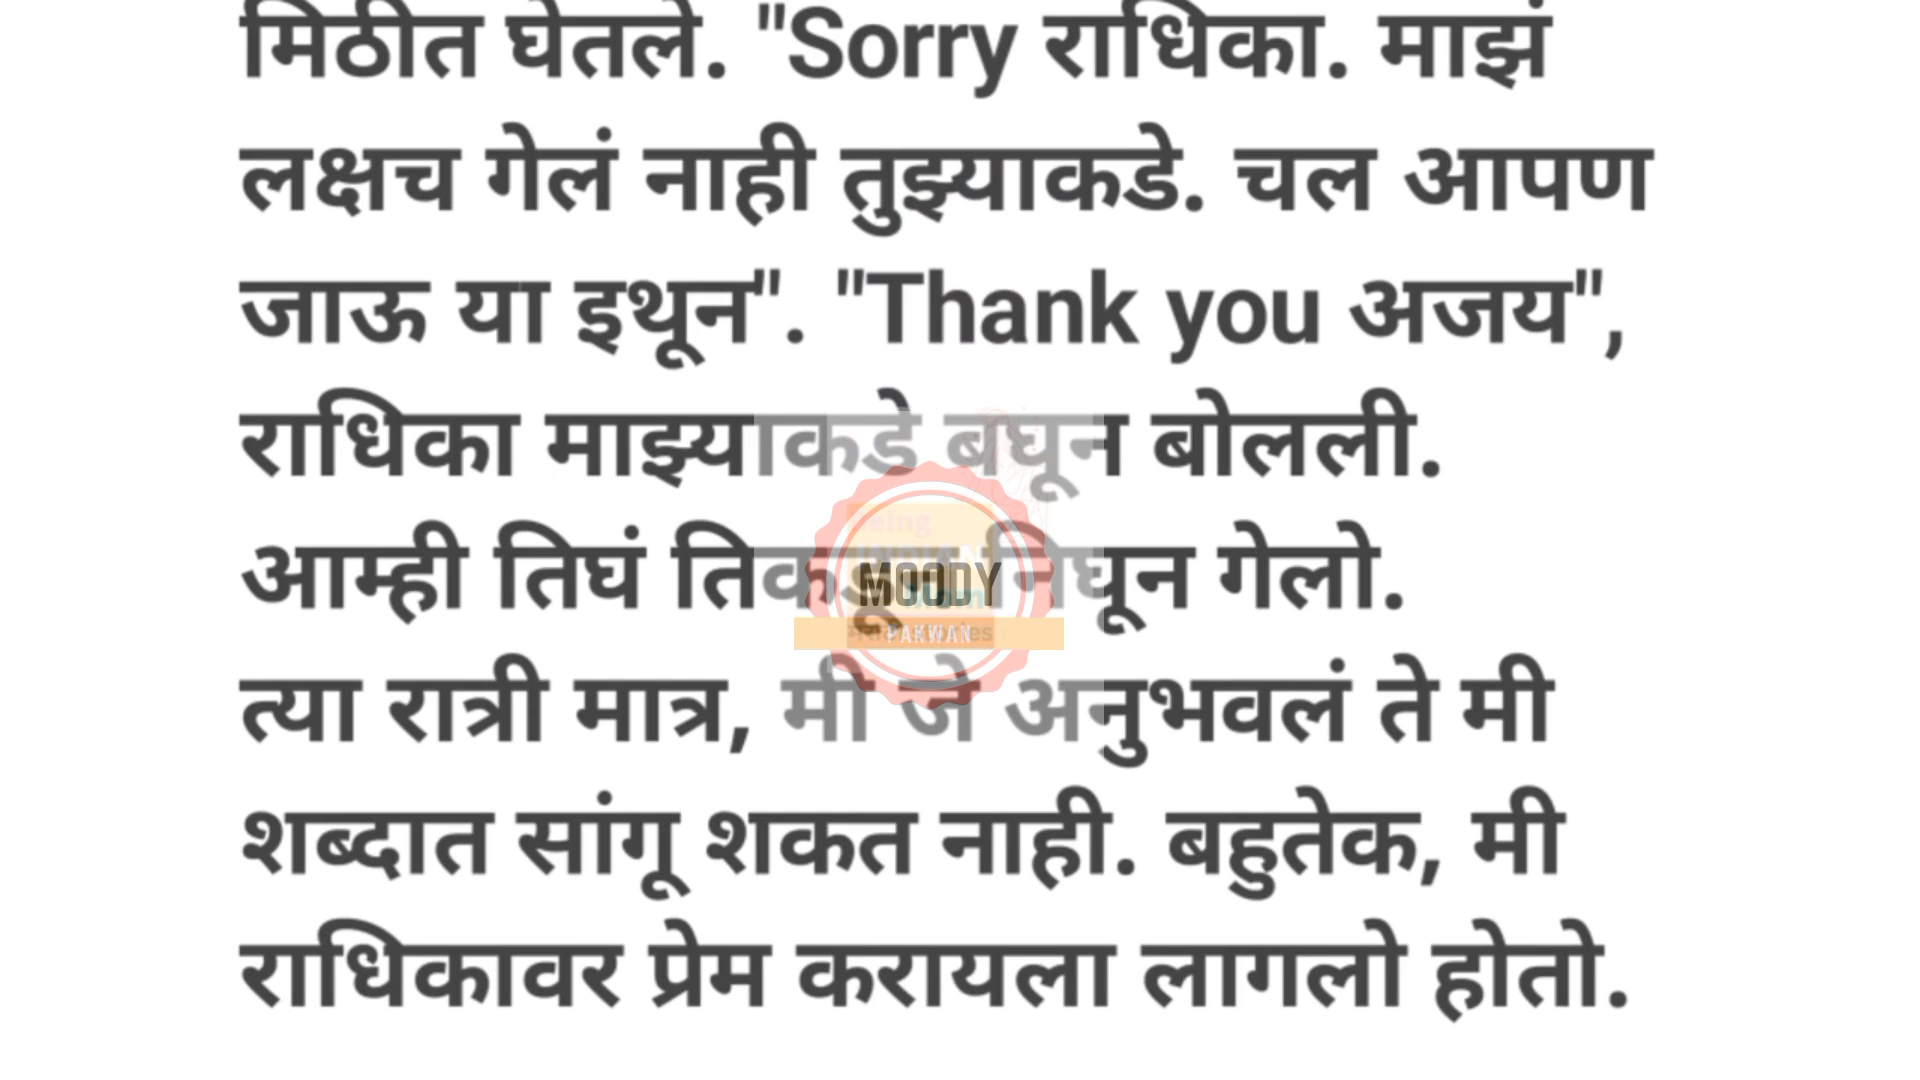 मिठीत घेतले. "Sorry राधिका. माझं
लक्षच गेलं नाही तुझ्याकडे. चल आपण
जाऊ या इथून". "Thank you अजय",
राधिका माझ्याकडे बघून बोलली.
आम्ही तिघं तिकडून निघून गेलो.
MOODY
PAKWAN
त्या रात्री मात्र, मी जे अनुभवलं ते मी
शब्दात सांगू शकत नाही. बहुतेक, मी
राधिकावर प्रेम करायला लागलो होतो.